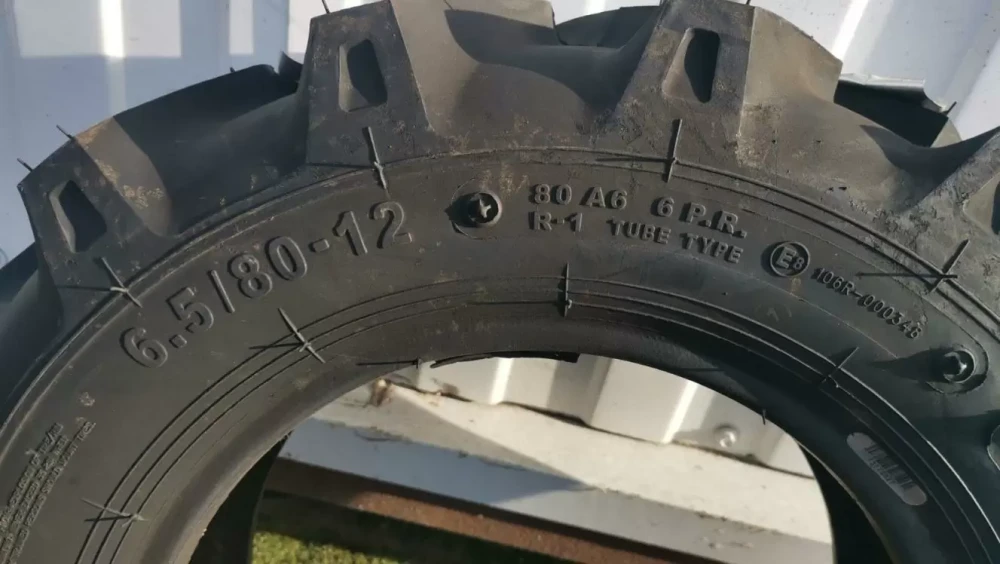 6.5/80-12
80 A6 6 P.R.
R-1 TUBE TYPE
E8 106R-000348